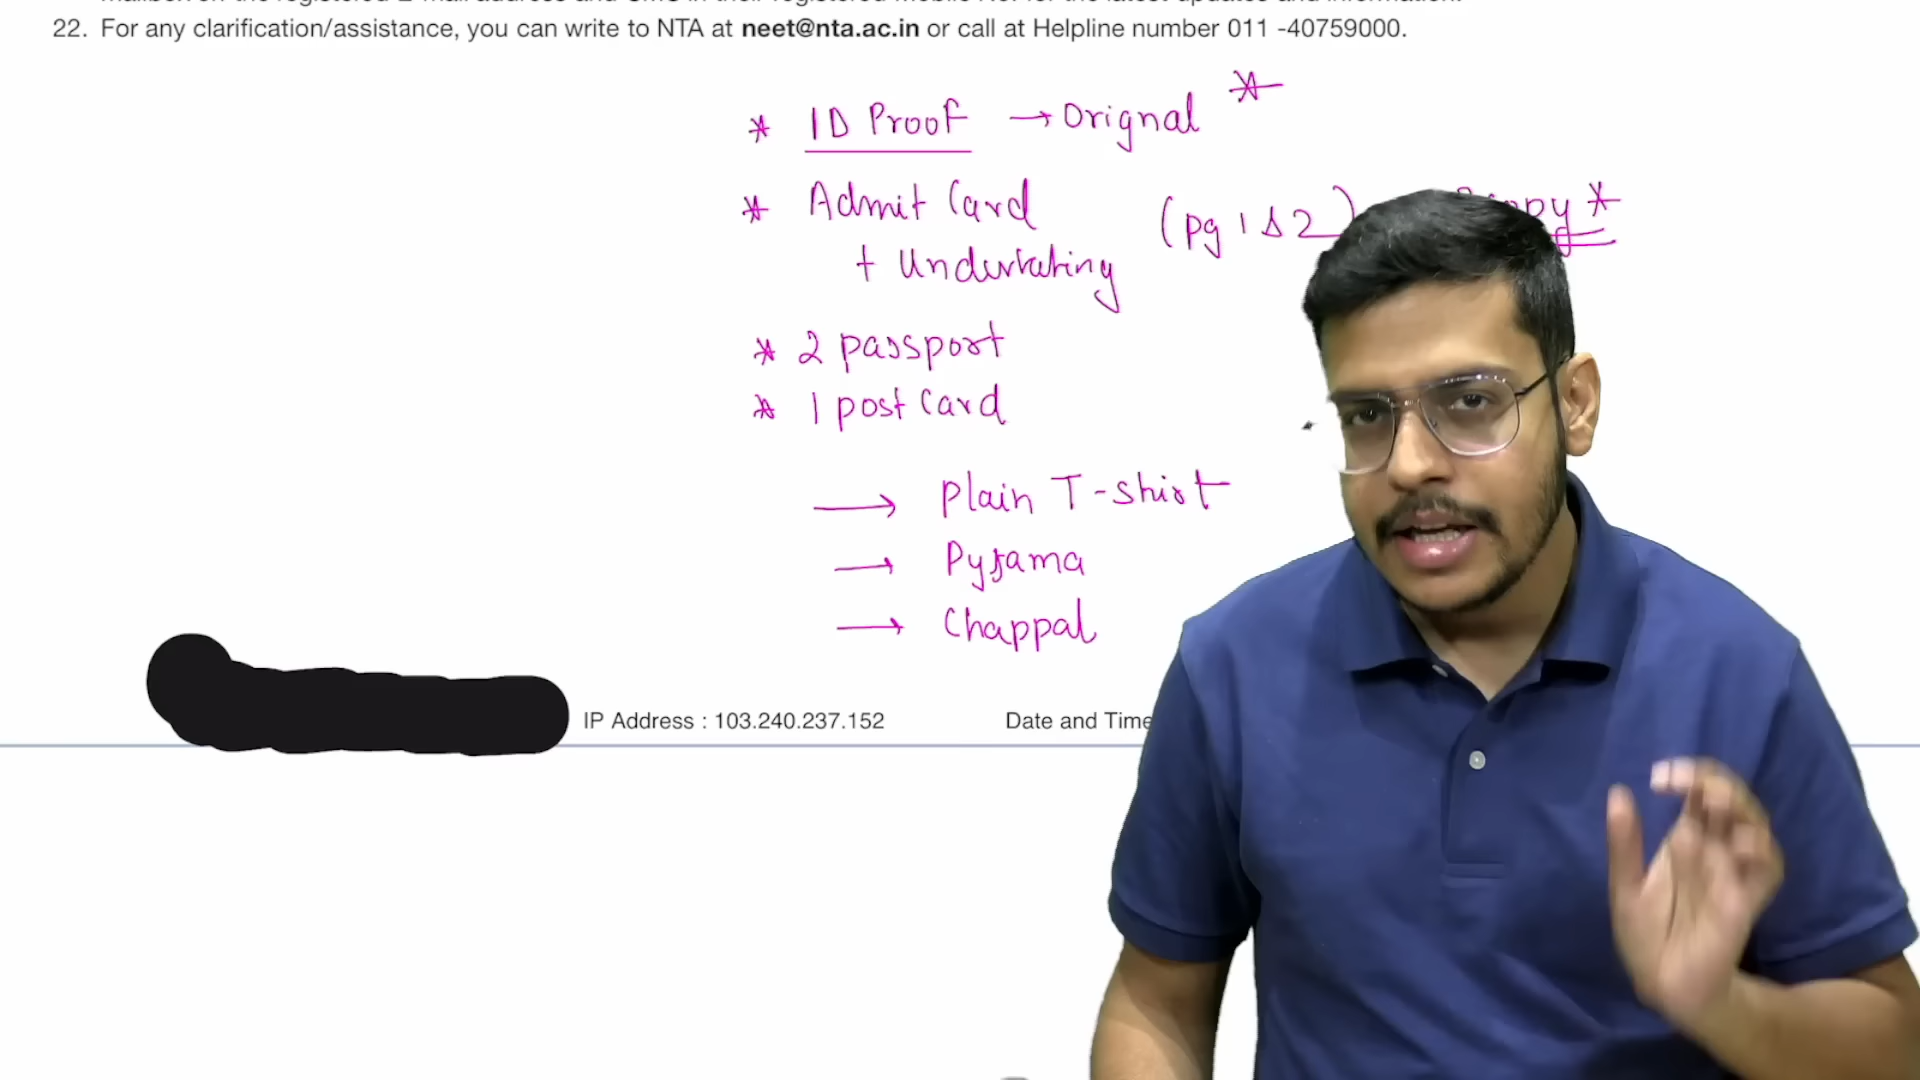 22. For any clarification/assistance, you can write to NTA at neet@nta.ac.in or call at Helpline number 011 -40759000.
* ID Proof → Orignal *
* Admit Card (pg 1 & 2) copy *
+ Undertaking
* 2 passport
* 1 post Card
→ Plain T-shirt
→ Pyjama
→ Chappal
IP Address : 103.240.237.152 Date and Time